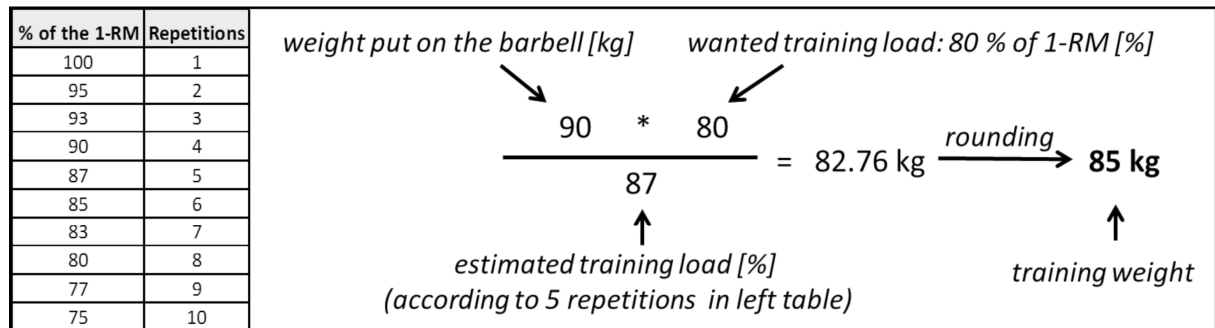 % of the 1-RM Repetitions
100 1
95 2
93 3
90 4
87 5
85 6
83 7
80 8
77 9
75 10
weight put on the barbell [kg] wanted training load: 80 % of 1-RM [%]
90 * 80
87
= 82.76 kg rounding 85 kg
estimated training load [%]
(according to 5 repetitions in left table)
training weight